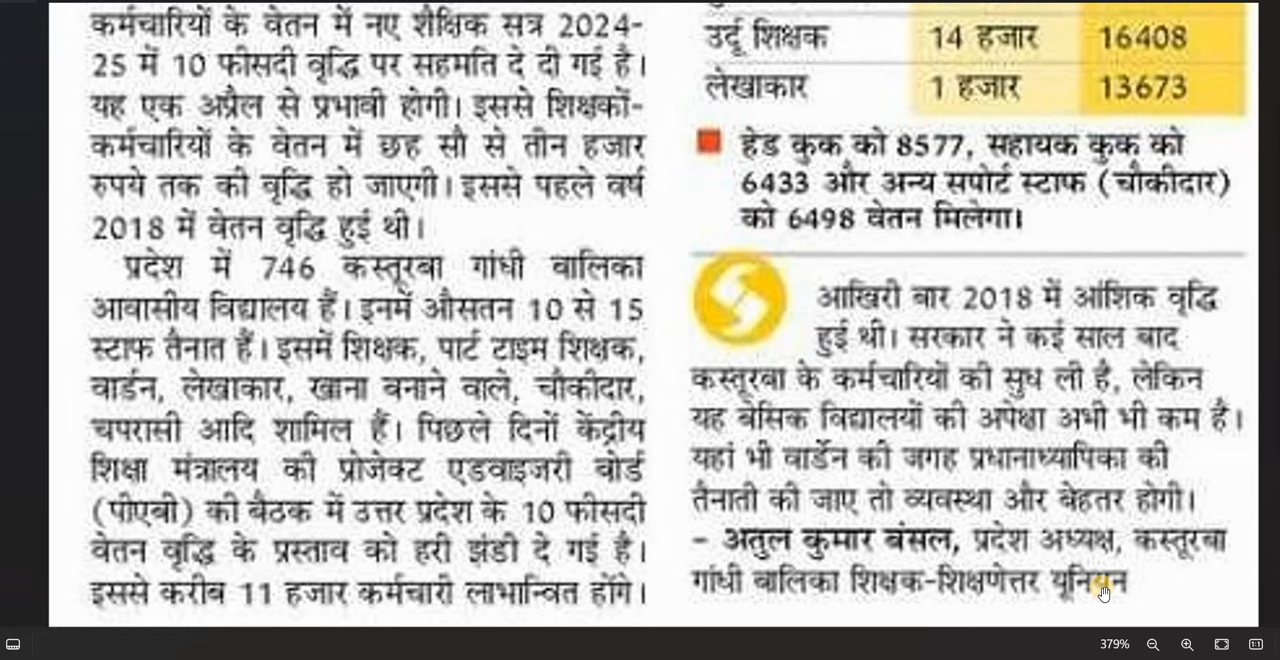 कर्मचारियों के वेतन में नए शैक्षिक सत्र 2024-
25 में 10 फीसदी वृद्धि पर सहमति दे दी गई है।
यह एक अप्रैल से प्रभावी होगी। इससे शिक्षकों-
कर्मचारियों के वेतन में छह सौ से तीन हजार
रुपये तक की वृद्धि हो जाएगी। इससे पहले वर्ष
2018 में वेतन वृद्धि हुई थी।
प्रदेश में 746 कस्तूरबा गांधी बालिका
आवासीय विद्यालय हैं। इनमें औसतन 10 से 15
स्टाफ तैनात हैं। इसमें शिक्षक, पार्ट टाइम शिक्षक,
वार्डन, लेखाकार, खाना बनाने वाले, चौकीदार,
चपरासी आदि शामिल हैं। पिछले दिनों केंद्रीय
शिक्षा मंत्रालय की प्रोजेक्ट एडवाइजरी बोर्ड
(पीएबी) की बैठक में उत्तर प्रदेश के 10 फीसदी
वेतन वृद्धि के प्रस्ताव को हरी झंडी दे गई है।
इससे करीब 11 हजार कर्मचारी लाभान्वित होंगे।
उर्दू शिक्षक 14 हजार 16408
लेखाकार 1 हजार 13673
हेड कुक को 8577, सहायक कुक को
6433 और अन्य सपोर्ट स्टाफ (चौकीदार)
को 6498 वेतन मिलेगा।
आखिरी बार 2018 में आंशिक वृद्धि
हुई थी। सरकार ने कई साल बाद
कस्तूरबा के कर्मचारियों की सुध ली है, लेकिन
यह बेसिक विद्यालयों की अपेक्षा अभी भी कम है।
यहां भी वार्डेन की जगह प्रधानाध्यापिका की
तैनाती की जाए तो व्यवस्था और बेहतर होगी।
- अतुल कुमार बंसल, प्रदेश अध्यक्ष, कस्तूरबा
गांधी बालिका शिक्षक-शिक्षणेत्तर यूनियन
379%
1:1